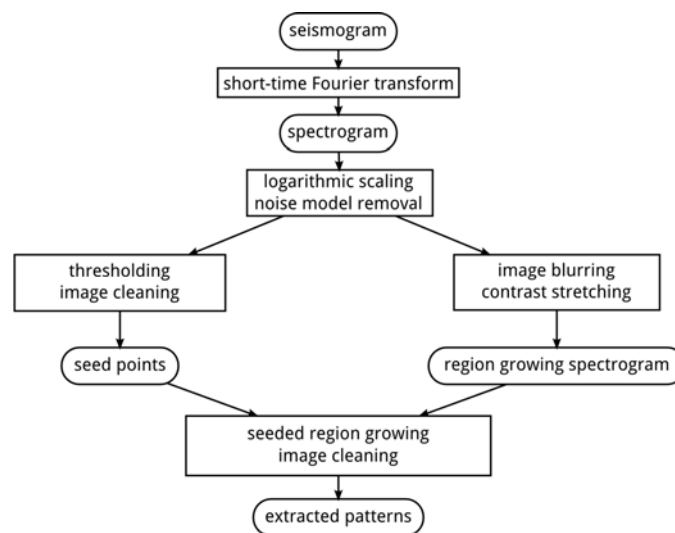 seismogram
short-time Fourier transform
spectrogram
logarithmic scaling
noise model removal
thresholding
image cleaning
image blurring
contrast stretching
seed points
region growing spectrogram
seeded region growing
image cleaning
extracted patterns